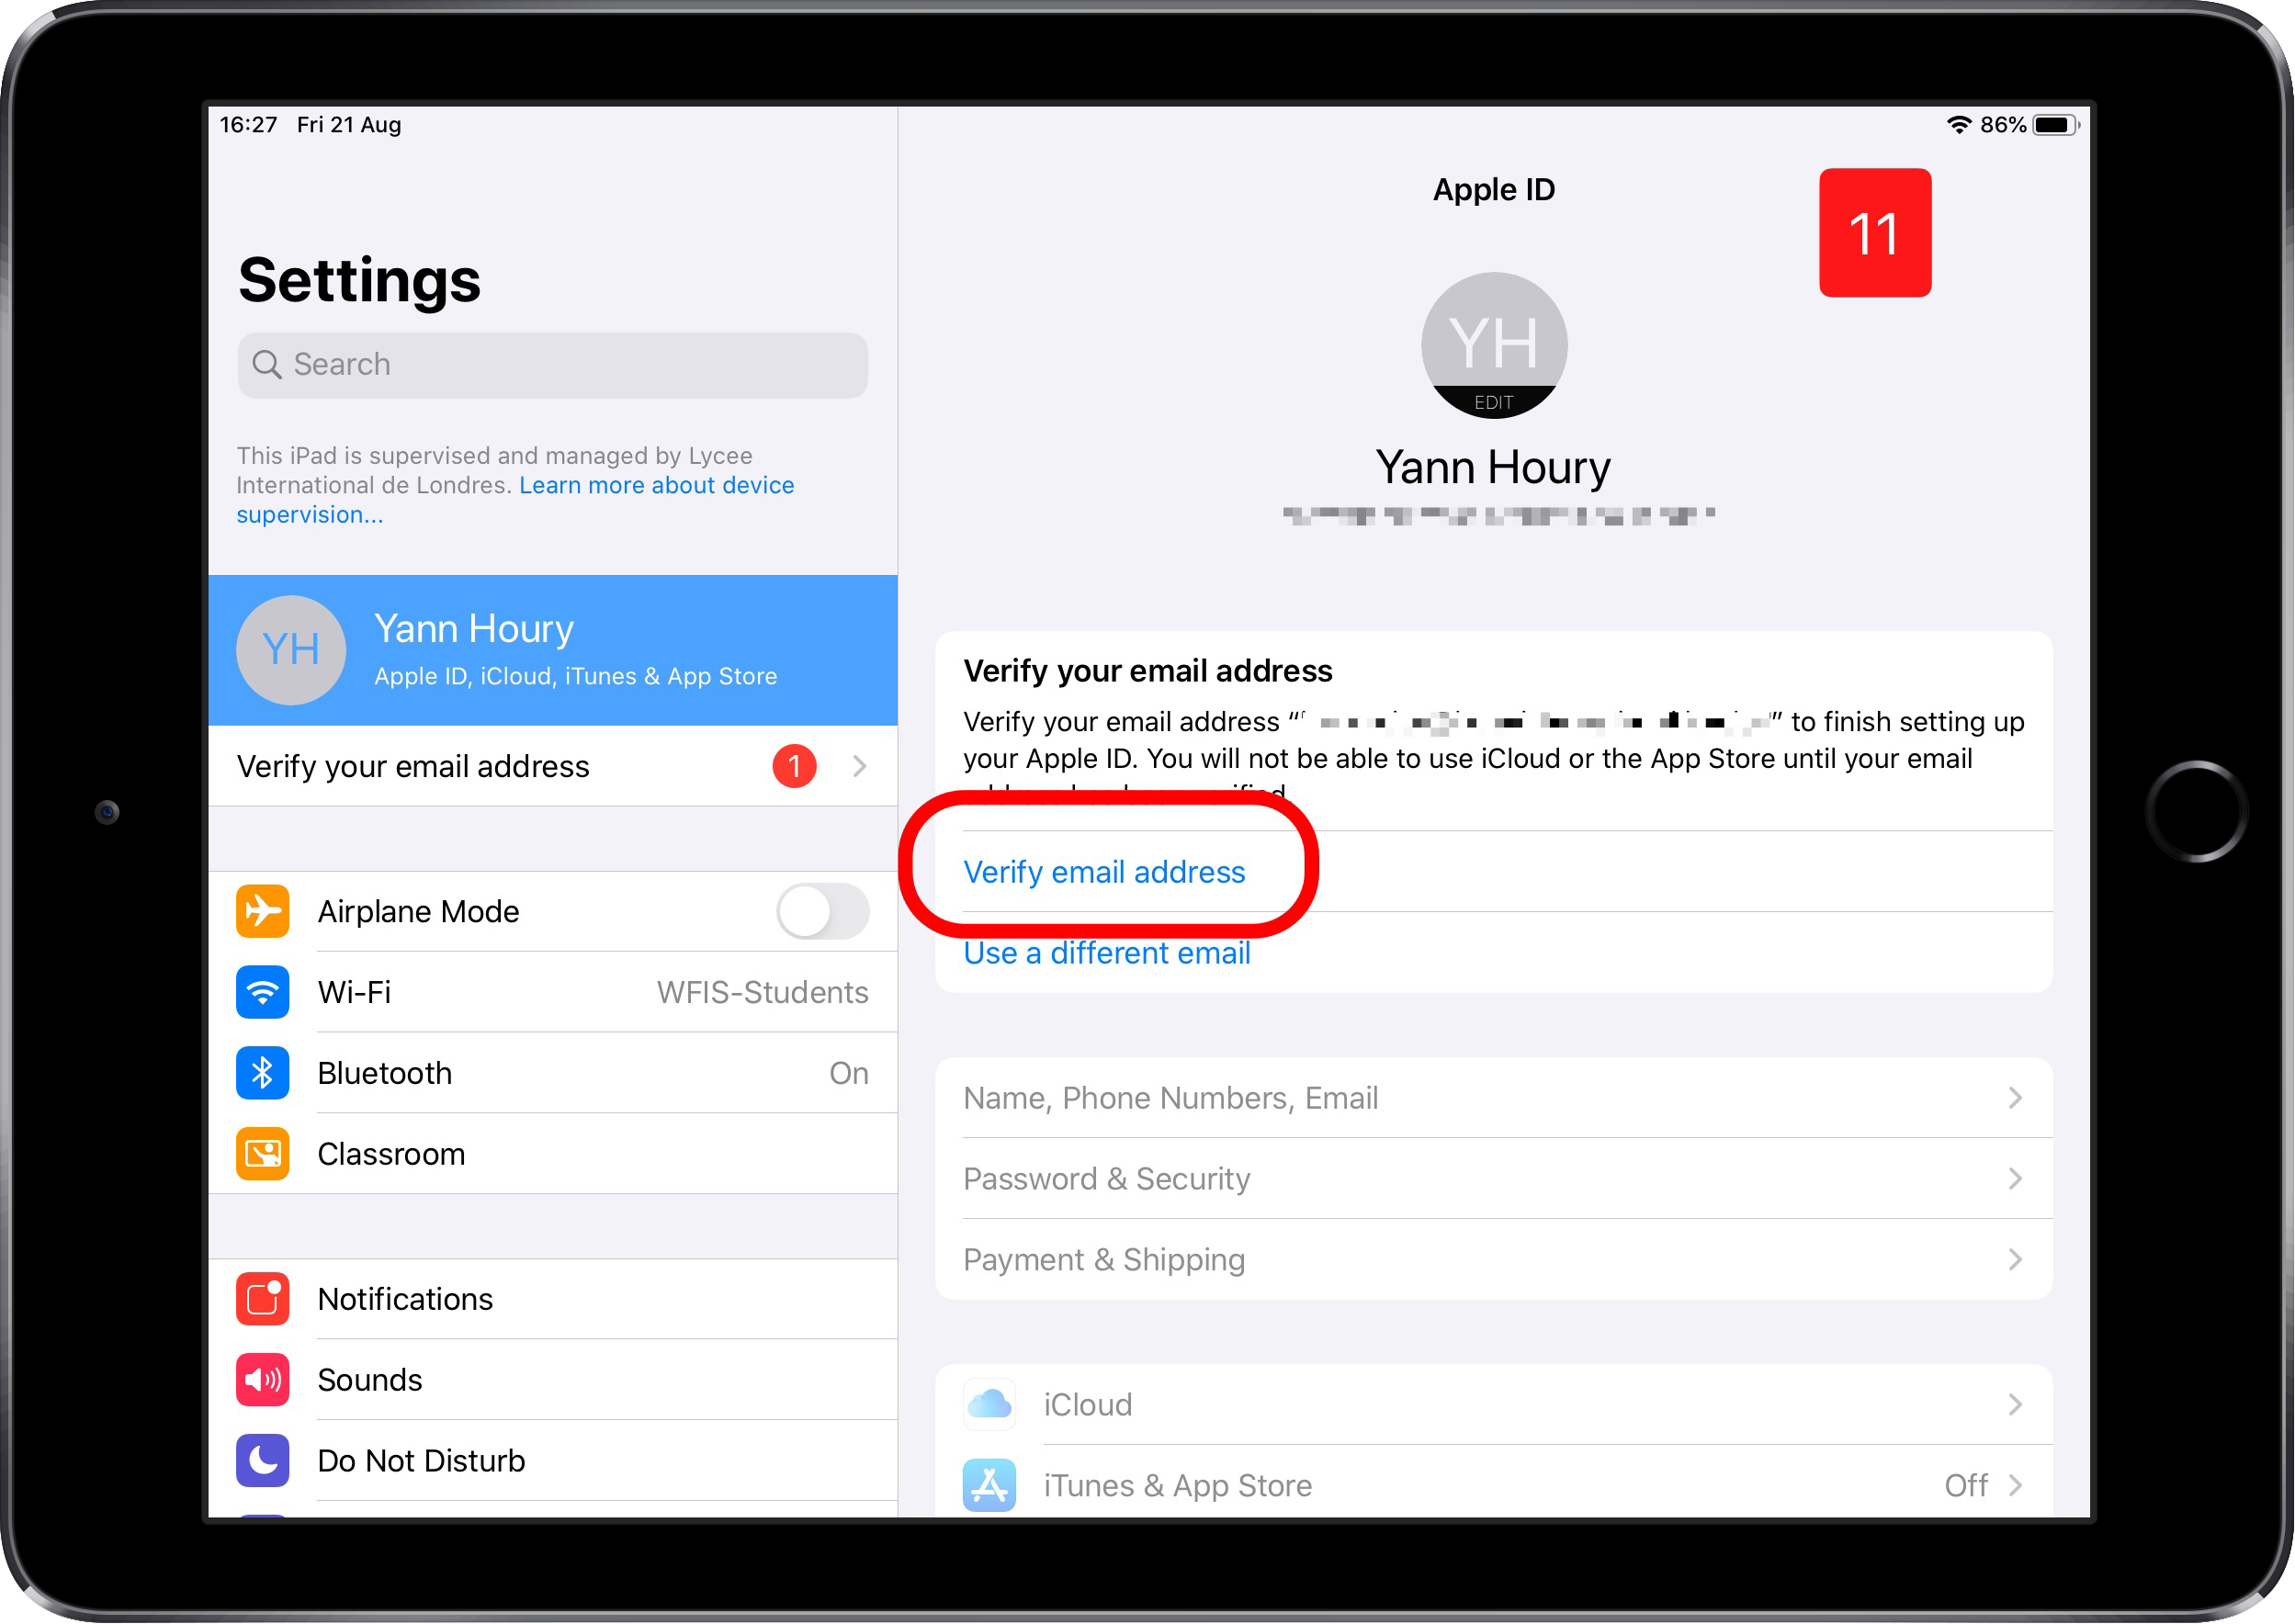 16:27 Fri 21 Aug
86%
Settings
Search
This iPad is supervised and managed by Lycee
International de Londres. Learn more about device
supervision...
YH
Yann Houry
Apple ID, iCloud, iTunes & App Store
Verify your email address
1
Airplane Mode
Wi-Fi
WFIS-Students
Bluetooth
On
Classroom
Notifications
Sounds
Do Not Disturb
Apple ID
11
YH
EDIT
Yann Houry
Verify your email address
Verify your email address “ ” to finish setting up
your Apple ID. You will not be able to use iCloud or the App Store until your email
Verify email address
Use a different email
Name, Phone Numbers, Email
Password & Security
Payment & Shipping
iCloud
iTunes & App Store
Off